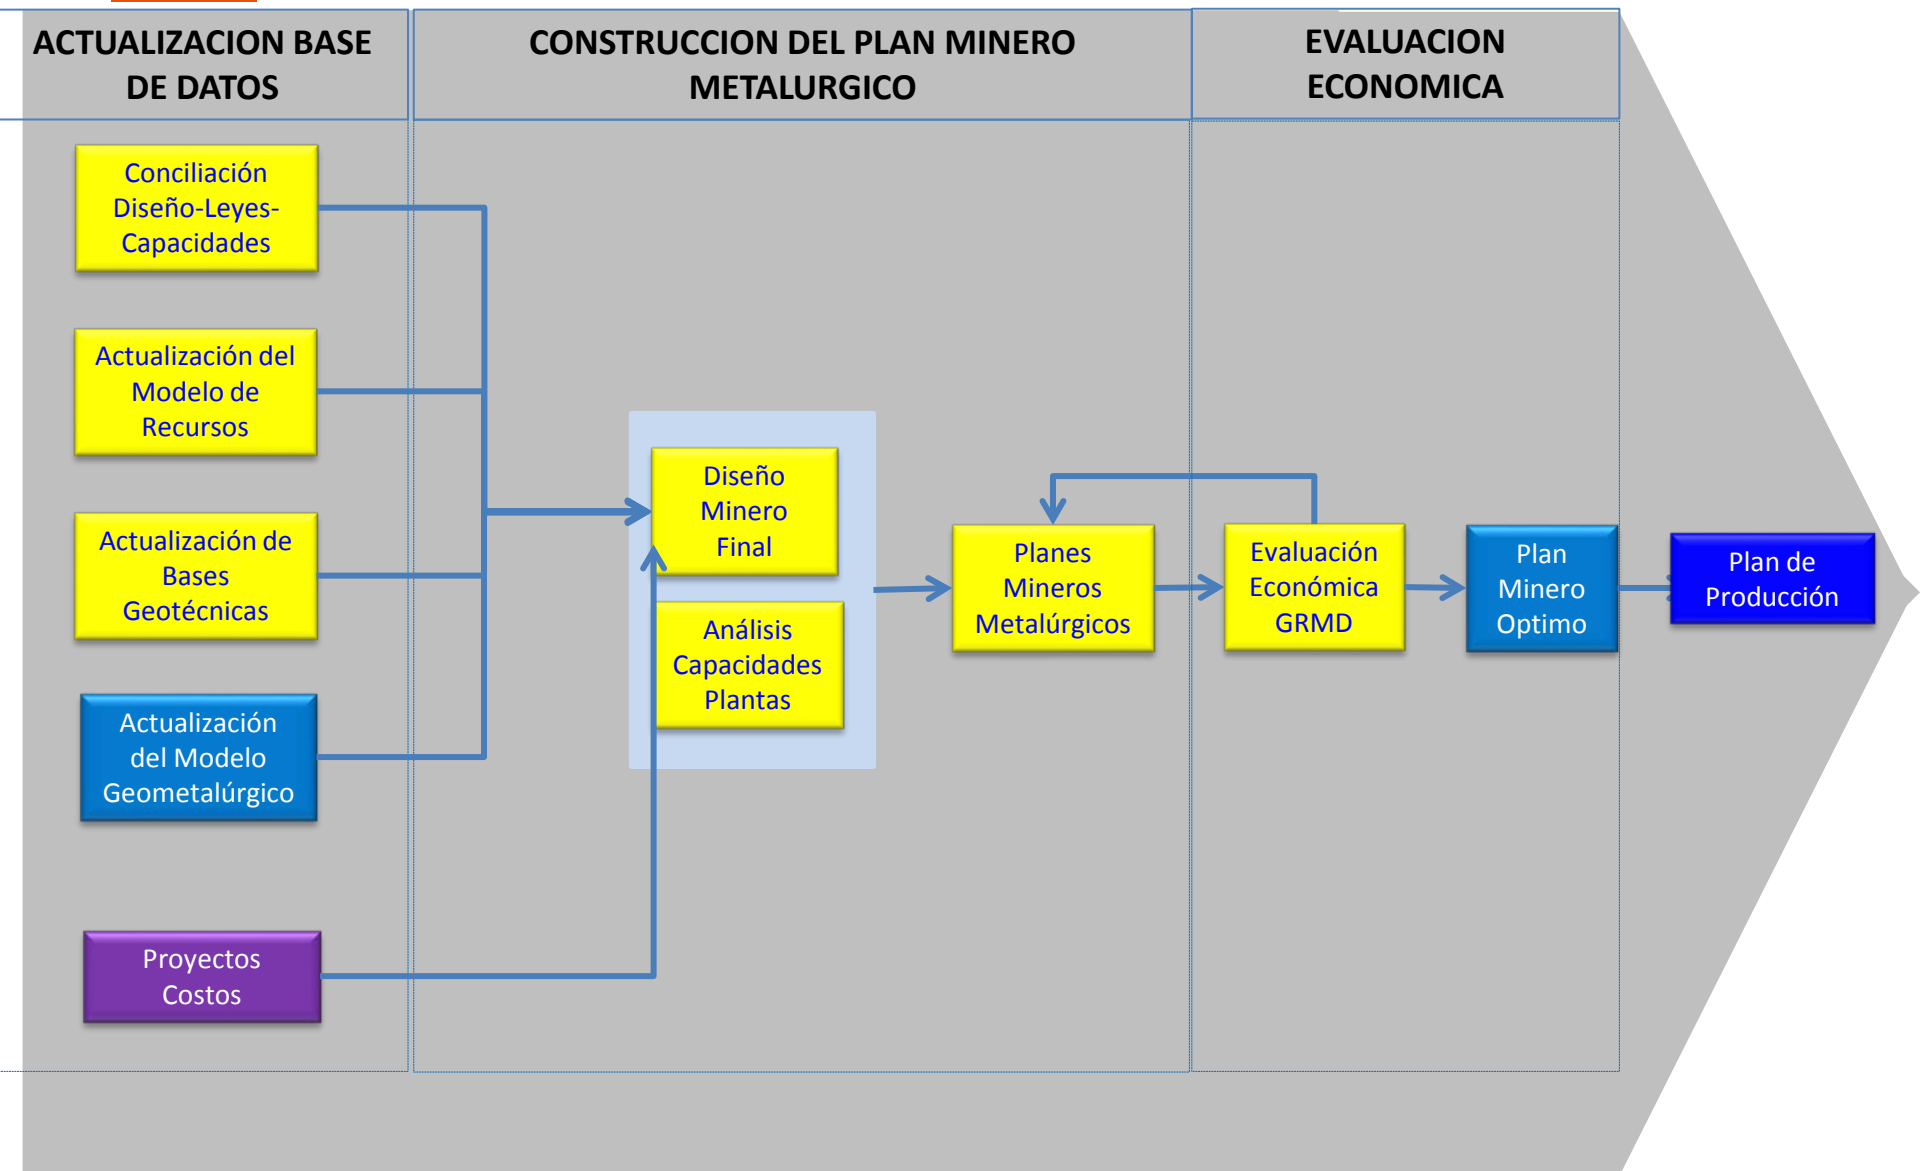 ACTUALIZACION BASE
DE DATOS
CONSTRUCCION DEL PLAN MINERO
METALURGICO
EVALUACION
ECONOMICA
Conciliación
Diseño-Leyes-
Capacidades
Actualización del
Modelo de
Recursos
Actualización de
Bases
Geotécnicas
Actualización
del Modelo
Geometalúrgico
Proyectos
Costos
Diseño
Minero
Final
Análisis
Capacidades
Plantas
Planes
Mineros
Metalúrgicos
Evaluación
Económica
GRMD
Plan
Minero
Optimo
Plan de
Producción